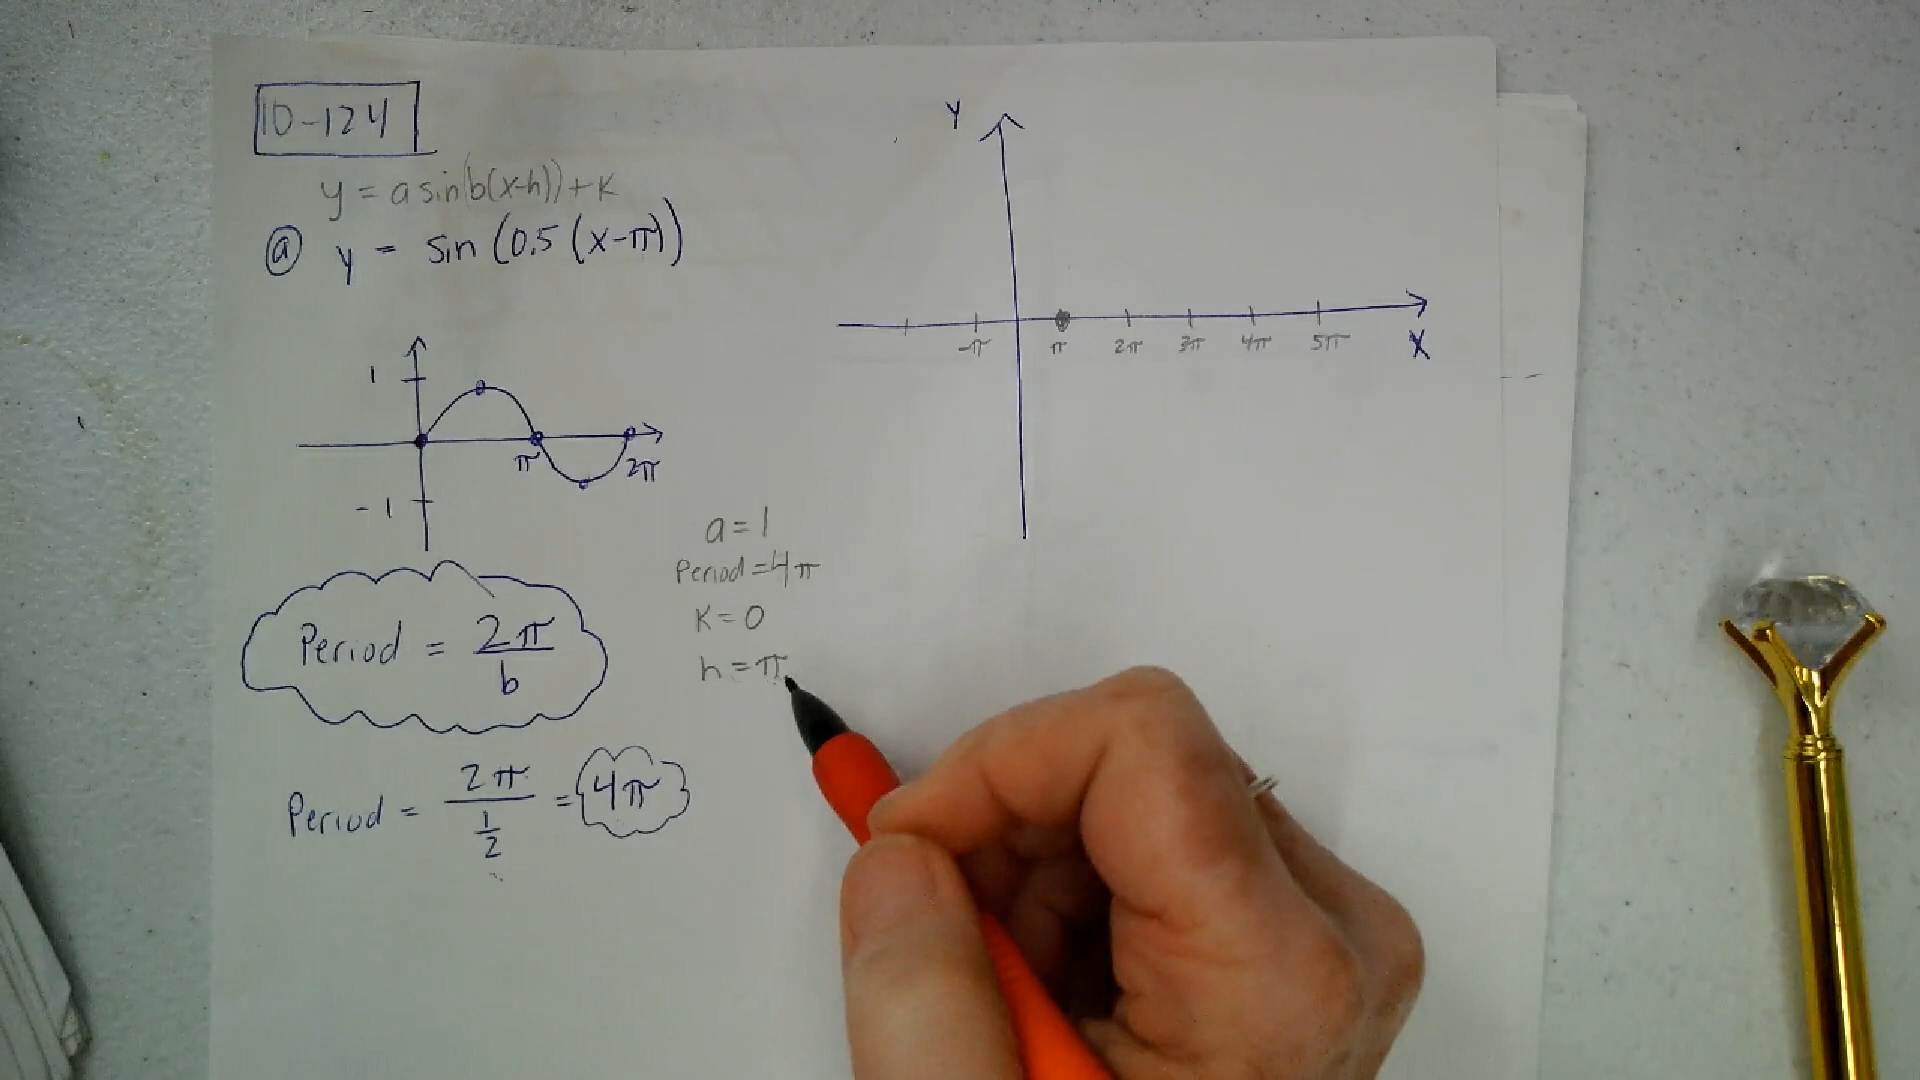 10-124
y = a sin(b(x-h))+K
ⓐ y = sin (0.5 (x-π))
1
π
2π
-1
Period = 2π/b
Period = 2π/(1/2) = 4π
a = 1
Period = 4π
K = 0
h = π
Y
-π π 2π 3π 4π 5π
X